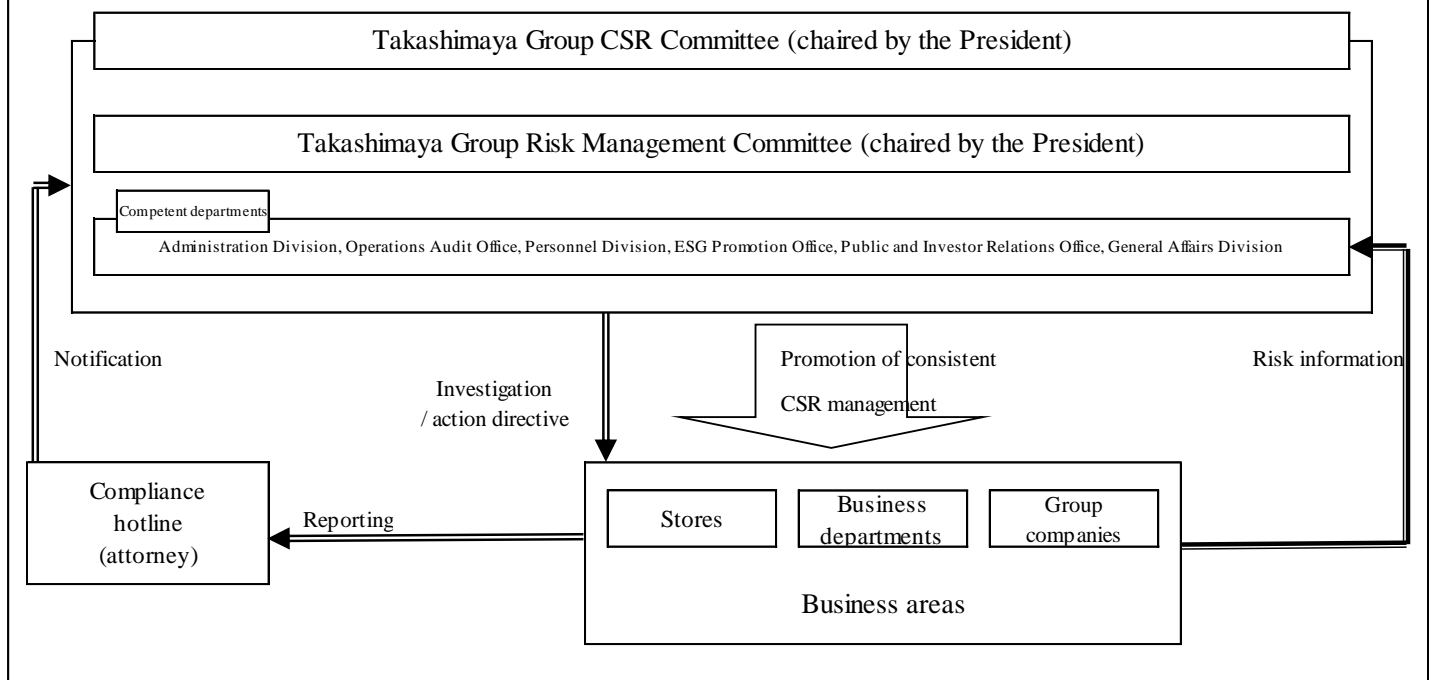 Takashimaya Group CSR Committee (chaired by the President)
Takashimaya Group Risk Management Committee (chaired by the President)
Competent departments
Administration Division, Operations Audit Office, Personnel Division, ESG Promotion Office, Public and Investor Relations Office, General Affairs Division
Notification
Investigation
/ action directive
Promotion of consistent
CSR management
Risk information
Compliance
hotline
(attorney)
Reporting
Stores
Business
departments
Group
companies
Business areas